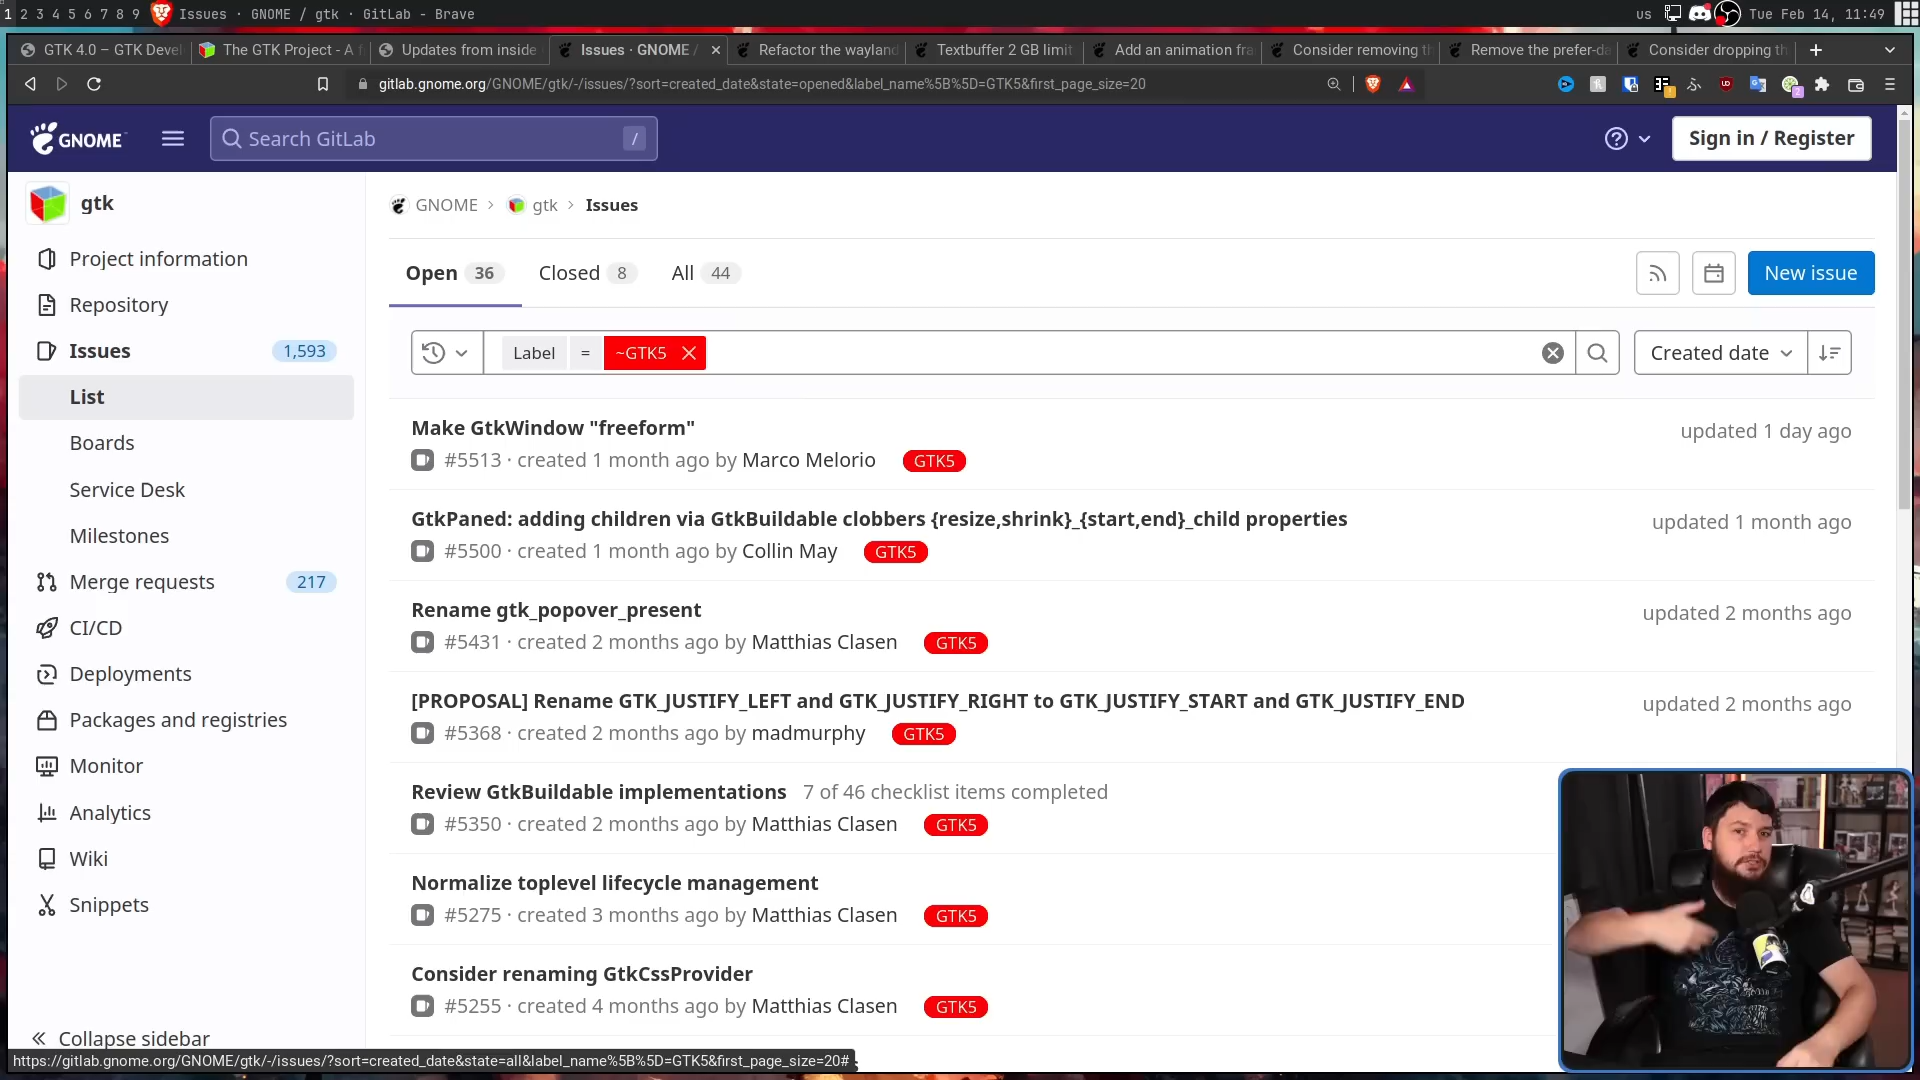 1 2 3 4 5 6 7 8 9 Issues · GNOME / gtk · GitLab - Brave us Tue Feb 14, 11:49
GTK 4.0 – GTK Devel The GTK Project - A f Updates from inside Issues · GNOME / Refactor the wayland Textbuffer 2 GB limit Add an animation fra Consider removing th Remove the prefer-da Consider dropping th
gitlab.gnome.org/GNOME/gtk/-/issues/?sort=created_date&state=opened&label_name%5B%5D=GTK5&first_page_size=20
GNOME Search GitLab / Sign in / Register
gtk
Project information
Repository
Issues 1,593
List
Boards
Service Desk
Milestones
Merge requests 217
CI/CD
Deployments
Packages and registries
Monitor
Analytics
Wiki
Snippets
Collapse sidebar
GNOME > gtk > Issues
Open 36 Closed 8 All 44 New issue
Label = ~GTK5 Created date
Make GtkWindow "freeform" updated 1 day ago
#5513 · created 1 month ago by Marco Melorio GTK5
GtkPaned: adding children via GtkBuildable clobbers {resize,shrink}_{start,end}_child properties updated 1 month ago
#5500 · created 1 month ago by Collin May GTK5
Rename gtk_popover_present updated 2 months ago
#5431 · created 2 months ago by Matthias Clasen GTK5
[PROPOSAL] Rename GTK_JUSTIFY_LEFT and GTK_JUSTIFY_RIGHT to GTK_JUSTIFY_START and GTK_JUSTIFY_END updated 2 months ago
#5368 · created 2 months ago by madmurphy GTK5
Review GtkBuildable implementations 7 of 46 checklist items completed
#5350 · created 2 months ago by Matthias Clasen GTK5
Normalize toplevel lifecycle management
#5275 · created 3 months ago by Matthias Clasen GTK5
Consider renaming GtkCssProvider
#5255 · created 4 months ago by Matthias Clasen GTK5
https://gitlab.gnome.org/GNOME/gtk/-/issues/?sort=created_date&state=all&label_name%5B%5D=GTK5&first_page_size=20#